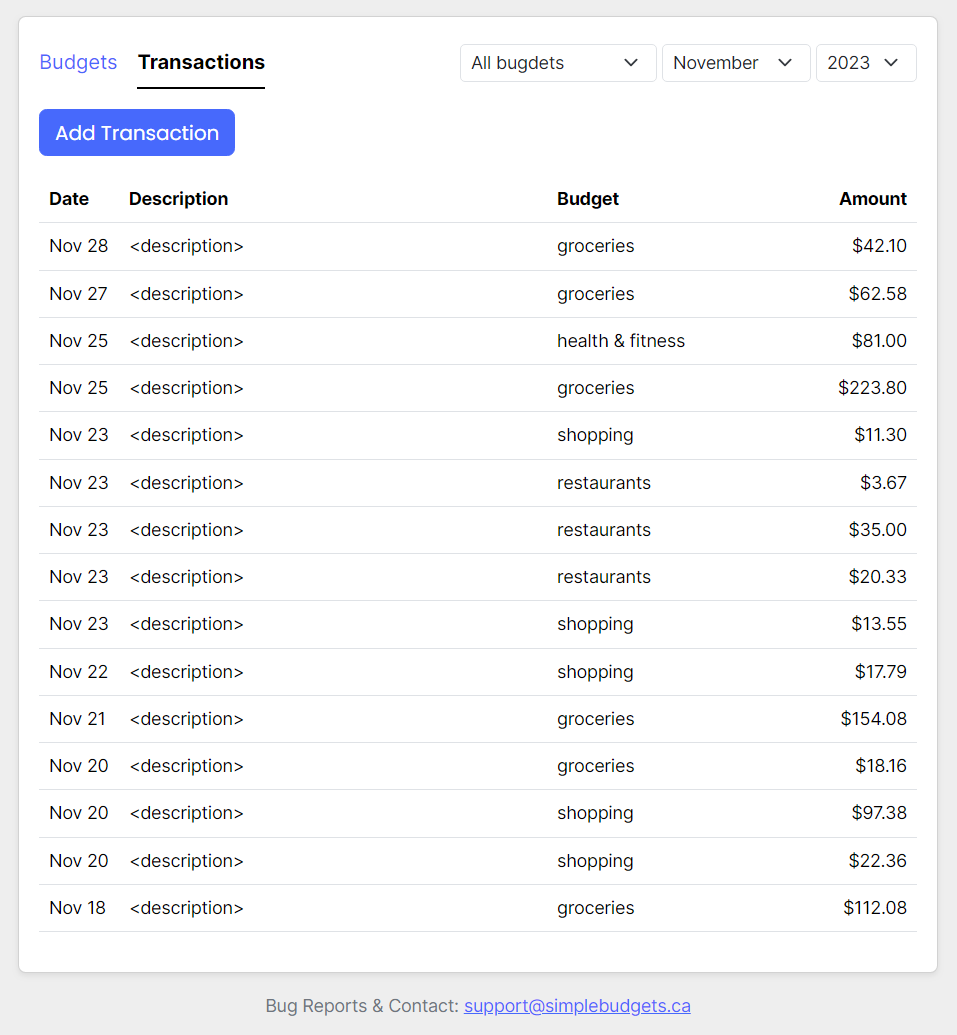 Budgets Transactions All bugdets November 2023
Add Transaction
Date Description Budget Amount
Nov 28 <description> groceries $42.10
Nov 27 <description> groceries $62.58
Nov 25 <description> health & fitness $81.00
Nov 25 <description> groceries $223.80
Nov 23 <description> shopping $11.30
Nov 23 <description> restaurants $3.67
Nov 23 <description> restaurants $35.00
Nov 23 <description> restaurants $20.33
Nov 23 <description> shopping $13.55
Nov 22 <description> shopping $17.79
Nov 21 <description> groceries $154.08
Nov 20 <description> groceries $18.16
Nov 20 <description> shopping $97.38
Nov 20 <description> shopping $22.36
Nov 18 <description> groceries $112.08
Bug Reports & Contact: support@simplebudgets.ca